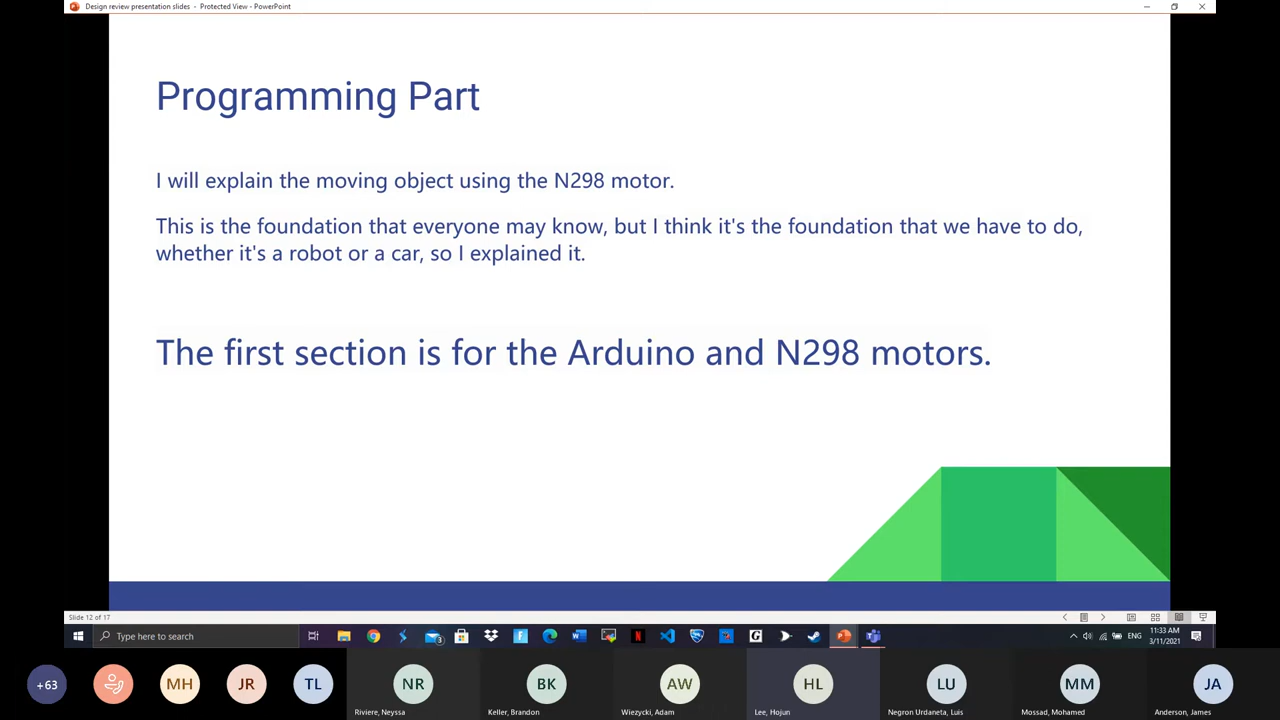 Design review presentation slides - Protected View - PowerPoint
Programming Part
I will explain the moving object using the N298 motor.
This is the foundation that everyone may know, but I think it's the foundation that we have to do,
whether it's a robot or a car, so I explained it.
The first section is for the Arduino and N298 motors.
Slide 12 of 17
Type here to search
3
ENG
11:33 AM
3/11/2021
+63
MH
JR
TL
NR
BK
AW
HL
LU
MM
JA
Riviere, Neyssa
Keller, Brandon
Wiezycki, Adam
Lee, Hojun
Negron Urdaneta, Luis
Mossad, Mohamed
Anderson, James